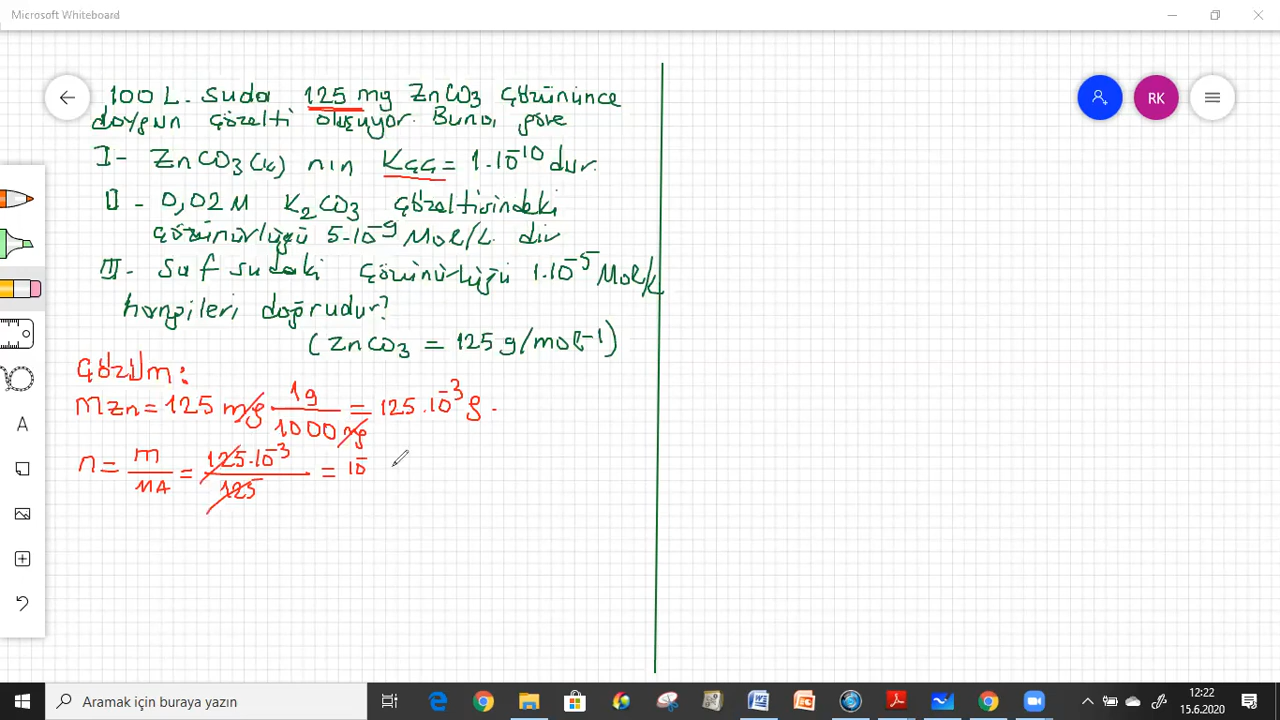 Microsoft Whiteboard
100 L. suda 125 mg ZnCO3 çözününce
doygun çözelti oluşuyor. Buna göre
I- ZnCO3(k) nın Kçç = 1.10^-10 dur.
II - 0,02 M K2CO3 çözeltisindeki
çözünürlüğü 5.10^-9 Mol/L. dir
III- Saf sudaki çözünürlüğü 1.10^-5 Mol/L
hangileri doğrudur?
(ZnCO3 = 125 g/mol^-1)
Çözüm:
mZn = 125 mg 1g/1000 mg = 125.10^-3 g.
n = m/MA = 125.10^-3/125 = 10^-
RK
A
Aramak için buraya yazın
12:22
15.6.2020